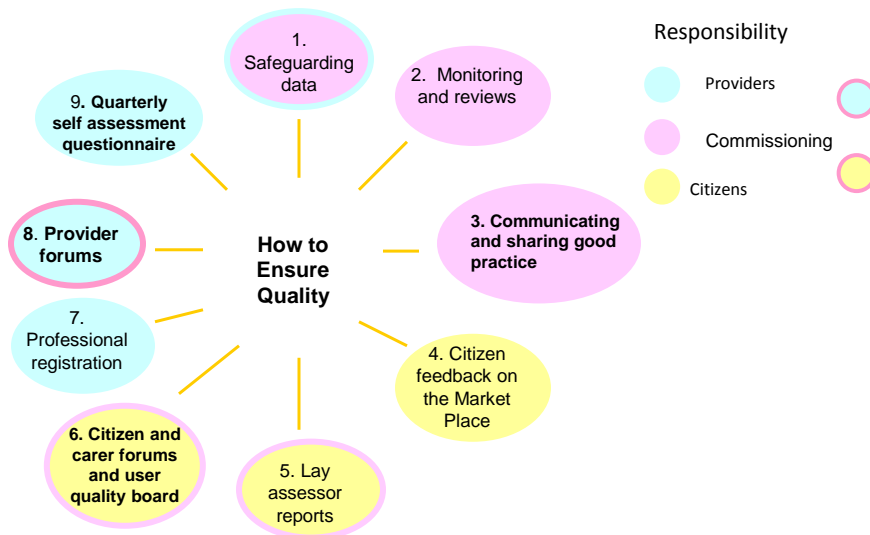 1.
Safeguarding
data
2. Monitoring
and reviews
3. Communicating
and sharing good
practice
4. Citizen
feedback on
the Market
Place
5. Lay
assessor
reports
6. Citizen and
carer forums
and user
quality board
7.
Professional
registration
8. Provider
forums
9. Quarterly
self assessment
questionnaire
How to
Ensure
Quality
Responsibility
Providers
Commissioning
Citizens